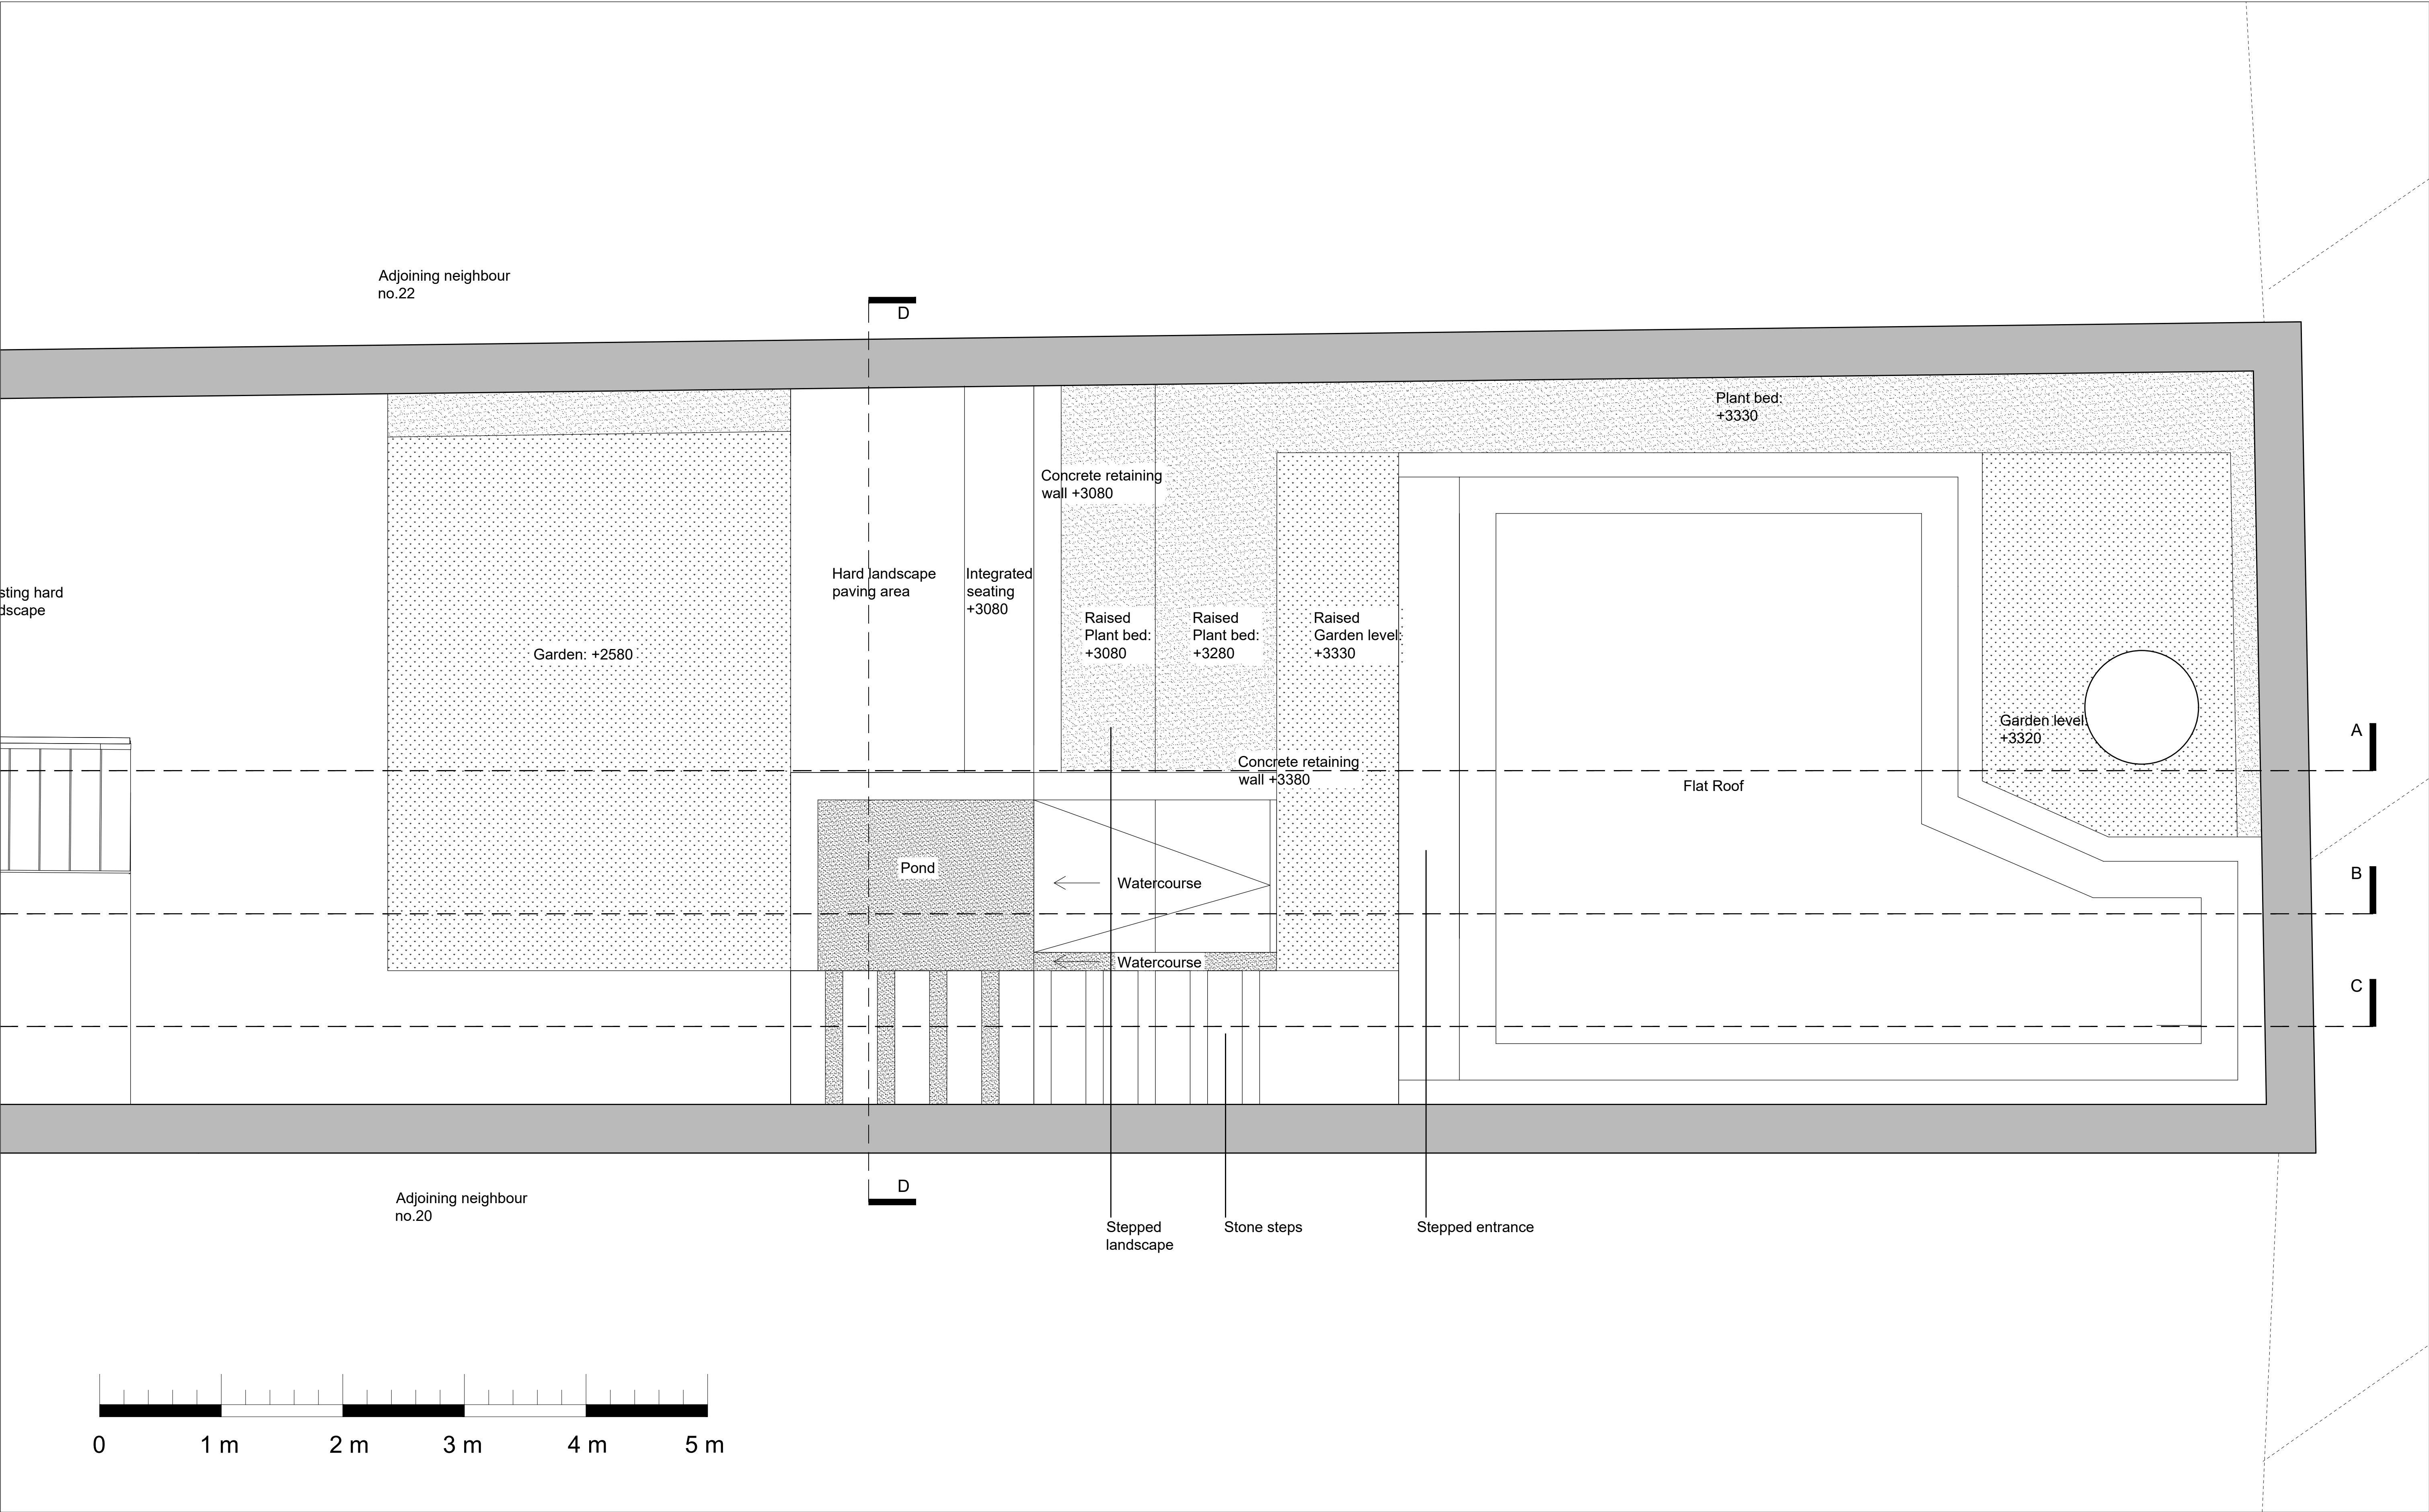 Adjoining neighbour
no.22
D
Plant bed:
+3330
Concrete retaining
wall +3080
sting hard
dscape
Hard landscape
paving area
Integrated
seating
+3080
Raised
Plant bed:
+3080
Raised
Plant bed:
+3280
Raised
Garden level:
+3330
Garden: +2580
Garden level:
+3320
A
Concrete retaining
wall +3380
Flat Roof
Pond
Watercourse
B
Watercourse
C
D
Adjoining neighbour
no.20
Stepped
landscape
Stone steps
Stepped entrance
0 1 m 2 m 3 m 4 m 5 m